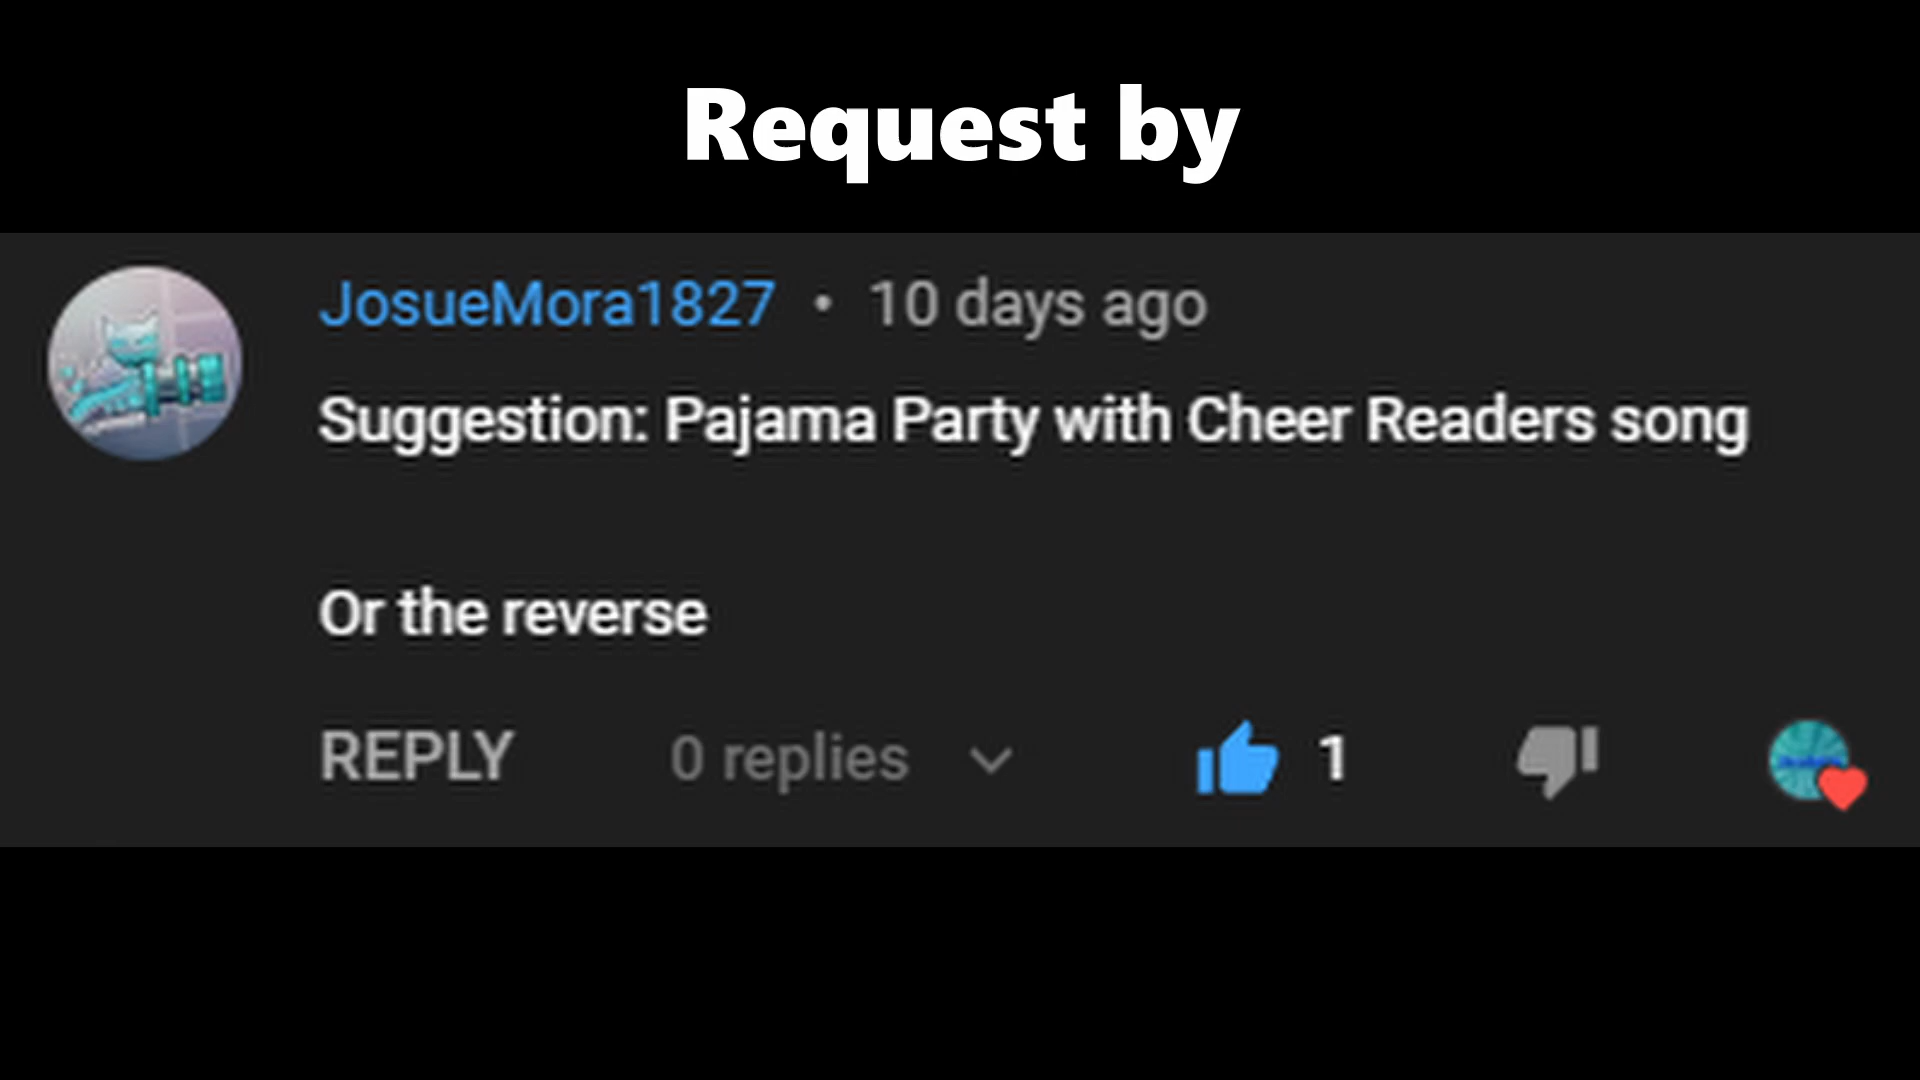 Request by
JosueMora1827 • 10 days ago
Suggestion: Pajama Party with Cheer Readers song
Or the reverse
REPLY 0 replies 1